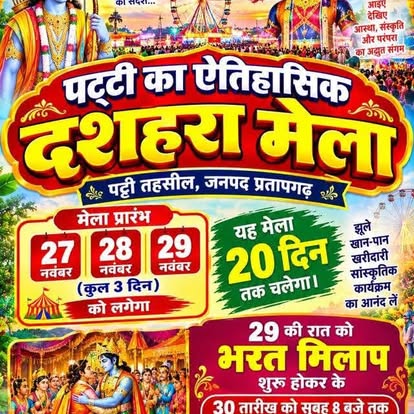 का संदेश...
आइए
देखिए
आस्था, संस्कृति
और परंपरा
का अद्भुत संगम
पट्टी का ऐतिहासिक
दशहरा मेला
पट्टी तहसील, जनपद प्रतापगढ़
मेला प्रारंभ
27 नवंबर
28 नवंबर
29 नवंबर
(कुल 3 दिन)
को लगेगा
यह मेला
20 दिन
तक चलेगा।
झूले
खान-पान
खरीदारी
सांस्कृतिक
कार्यक्रम
का आनंद लें
29 की रात को
भरत मिलाप
शुरू होकर के
30 तारीख को सुबह 8 बजे तक